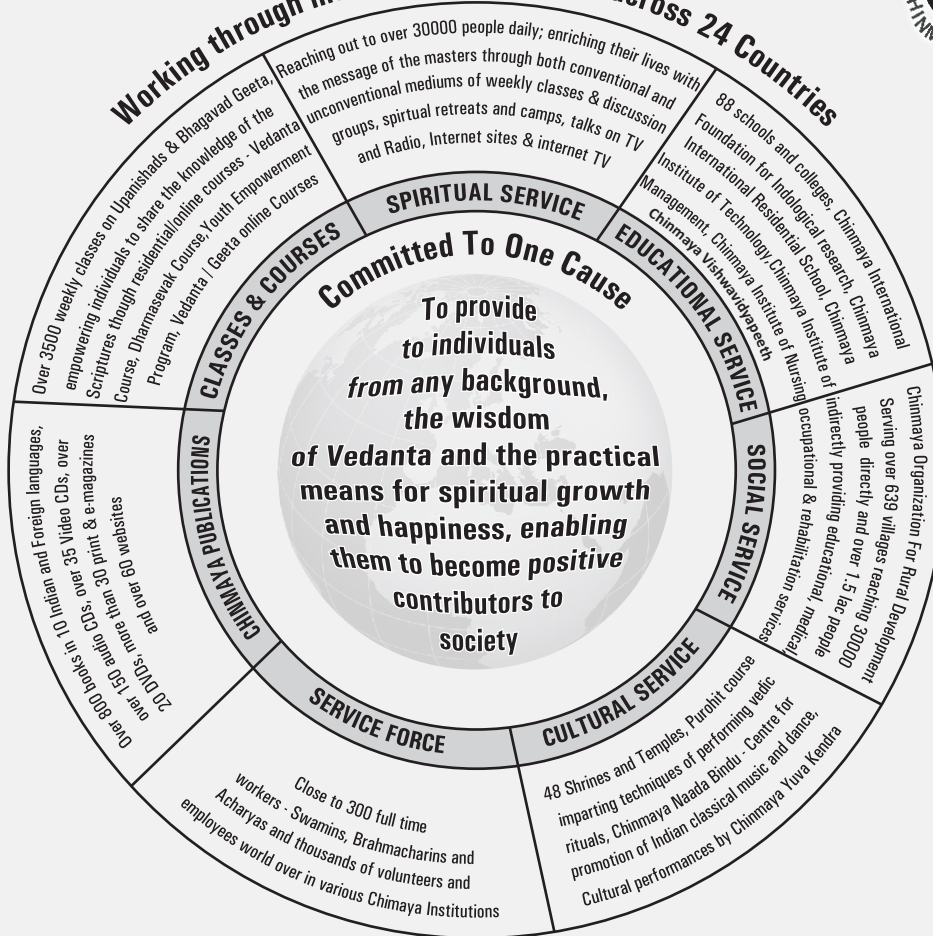 Working through
cross 24 Countries
Reaching out to over 30000 people daily; enriching their lives with
the message of the masters through both conventional and
unconventional mediums of weekly classes & discussion
groups, spirtual retreats and camps, talks on TV
and Radio, Internet sites & internet TV
SPIRITUAL SERVICE
88 schools and colleges, Chinmaya International
Foundation for Indological research, Chinmaya
International Residential School, Chinmaya
Institute of Technology, Chinmaya Institute of
Management, Chinmaya Institute of Nursing
Chinmaya Vishwavidyapeeth
EDUCATIONAL SERVICE
Chinmaya Organization For Rural Development
Serving over 639 villages reaching 30000
people directly and over 1.5 lac people
indirectly providing educational, medical,
occupational & rehabilitation services
SOCIAL SERVICE
CULTURAL SERVICE
48 Shrines and Temples, Purohit course
imparting techniques of performing vedic
rituals, Chinmaya Naada Bindu - Centre for
promotion of Indian classical music and dance,
Cultural performances by Chinmaya Yuva Kendra
SERVICE FORCE
Close to 300 full time
workers - Swamins, Brahmacharins and
Acharyas and thousands of volunteers and
employees world over in various Chimaya Institutions
CHINMAYA PUBLICATIONS
Over 800 books in 10 Indian and Foreign languages,
over 150 audio CDs, over 35 Video CDs, over
20 DVDs, more than 30 print & e-magazines
and over 60 websites
CLASSES & COURSES
Over 3500 weekly classes on Upanishads & Bhagavad Geeta,
empowering individuals to share the knowledge of the
Scriptures though residential/online courses - Vedanta
Course, Dharmasevak Course, Youth Empowerment
Program, Vedanta / Geeta online Courses
Committed To One Cause
To provide
to individuals
from any background,
the wisdom
of Vedanta and the practical
means for spiritual growth
and happiness, enabling
them to become positive
contributors to
society